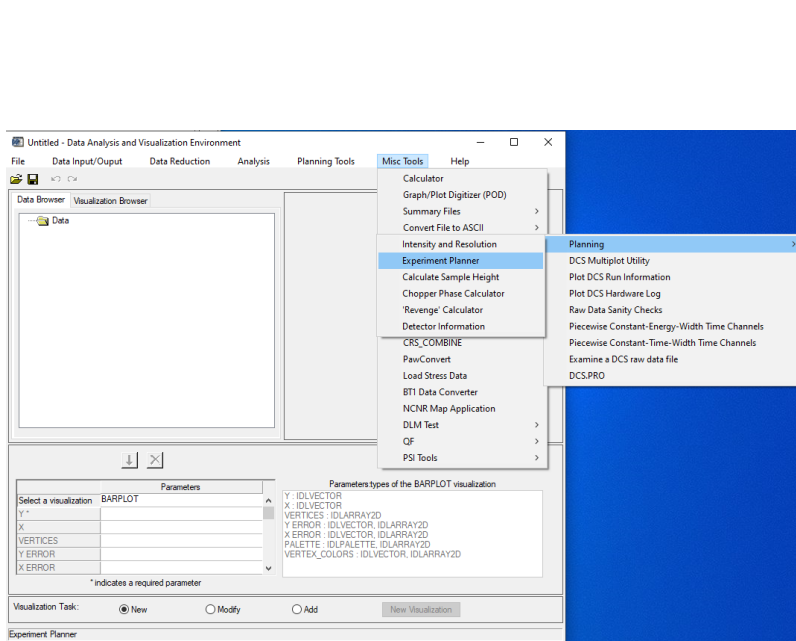 Untitled - Data Analysis and Visualization Environment
File Data Input/Ouput Data Reduction Analysis Planning Tools Misc Tools Help
Data Browser Visualization Browser
Data
Calculator
Graph/Plot Digitizer (POD)
Summary Files
Convert File to ASCII
Intensity and Resolution
Experiment Planner
Calculate Sample Height
Chopper Phase Calculator
'Revenge' Calculator
Detector Information
Planning
DCS Multiplot Utility
Plot DCS Run Information
Plot DCS Hardware Log
Raw Data Sanity Checks
Piecewise Constant-Energy-Width Time Channels
Piecewise Constant-Time-Width Time Channels
Examine a DCS raw data file
DCS.PRO
CRS_COMBINE
PawConvert
Load Stress Data
BT1 Data Converter
NCNR Map Application
DLM Test
QF
PSI Tools
Parameters
Select a visualization BARPLOT
Y *
X
VERTICES
Y ERROR
X ERROR
* indicates a required parameter
Parameters:types of the BARPLOT visualization
Y : IDLVECTOR
X : IDLVECTOR
VERTICES : IDLARRAY2D
Y ERROR : IDLVECTOR, IDLARRAY2D
X ERROR : IDLVECTOR, IDLARRAY2D
PALETTE : IDLPALETTE, IDLARRAY2D
VERTEX_COLORS : IDLVECTOR, IDLARRAY2D
Visualization Task: New Modify Add New Visualization
Experiment Planner